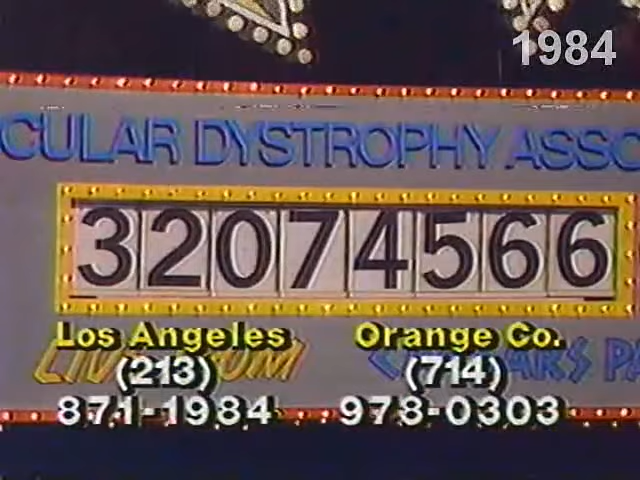 1984
CULAR DYSTROPHY ASSO
32074566
Los Angeles Orange Co.
(213) (714)
871-1984 978-0303